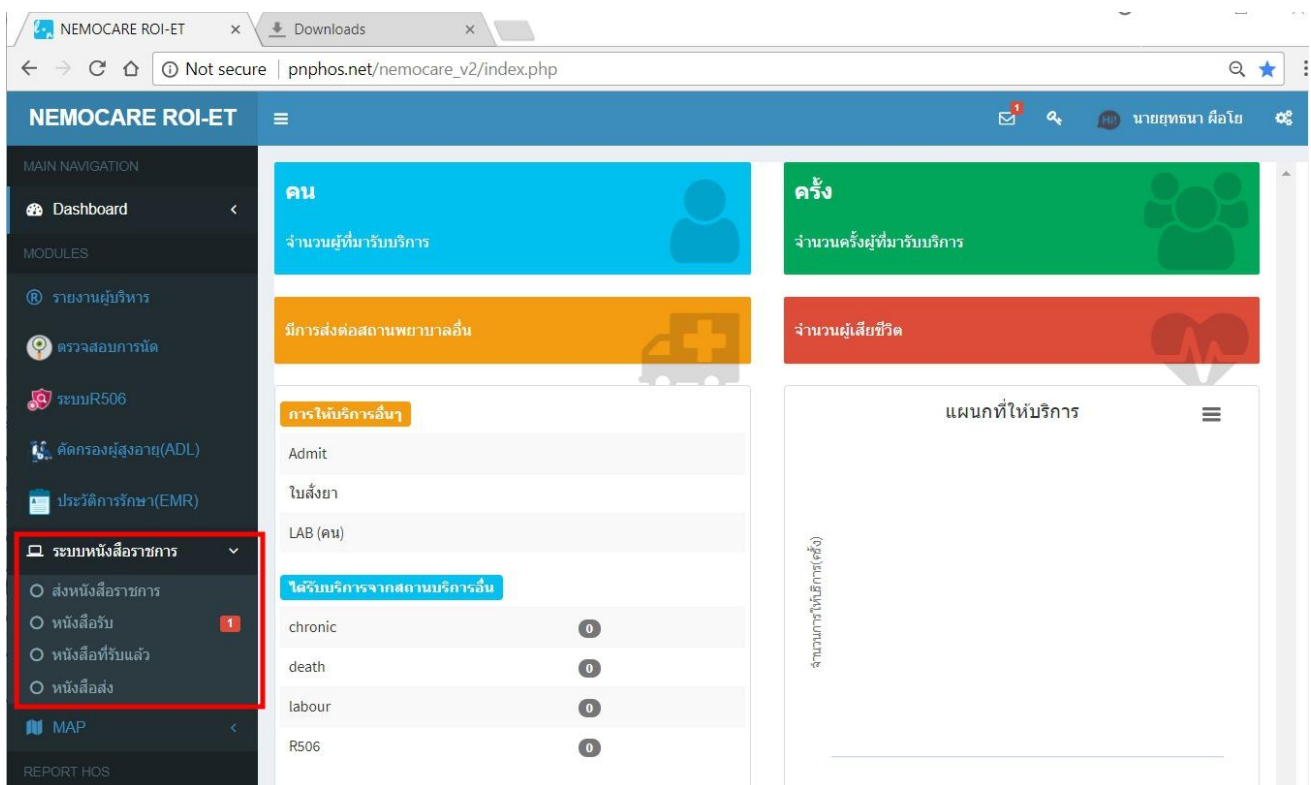 NEMOCARE ROI-ET
Downloads
Not secure pnphos.net/nemocare_v2/index.php
NEMOCARE ROI-ET
1
Hi!
นายยุทธนา ผือโย
MAIN NAVIGATION
Dashboard
MODULES
R รายงานผู้บริหาร
ตรวจสอบการนัด
ระบบR506
คัดกรองผู้สูงอายุ(ADL)
ประวัติการรักษา(EMR)
ระบบหนังสือราชการ
ส่งหนังสือราชการ
หนังสือรับ 1
หนังสือที่รับแล้ว
หนังสือส่ง
MAP
REPORT HOS
คน
จำนวนผู้ที่มารับบริการ
ครั้ง
จำนวนครั้งผู้ที่มารับบริการ
มีการส่งต่อสถานพยาบาลอื่น
จำนวนผู้เสียชีวิต
การให้บริการอื่นๆ
Admit
ใบสั่งยา
LAB (คน)
ได้รับบริการจากสถานบริการอื่น
chronic 0
death 0
labour 0
R506 0
แผนกที่ให้บริการ
จำนวนการให้บริการ(ครั้ง)